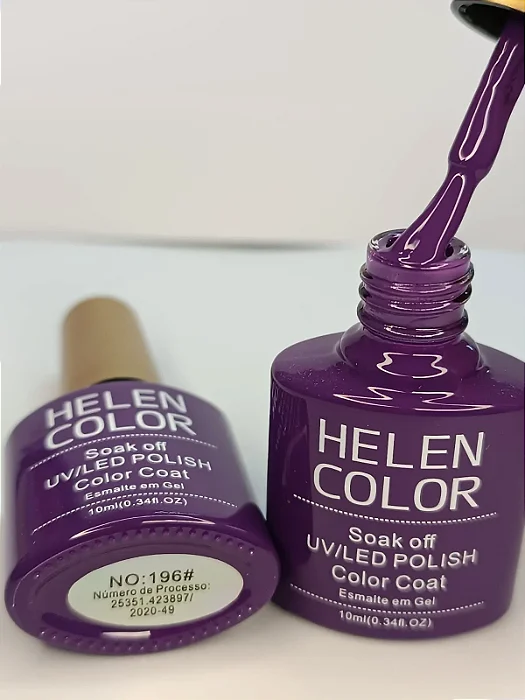 HELEN
COLOR
Soak off
UV/LED POLISH
Color Coat
Esmalte em Gel
10ml(0.34fl.OZ)
NO:196#
Número de Processo:
25351.423897/
2020-49
HELEN
COLOR
Soak off
UV/LED POLISH
Color Coat
Esmalte em Gel
10ml(0.34fl.OZ)